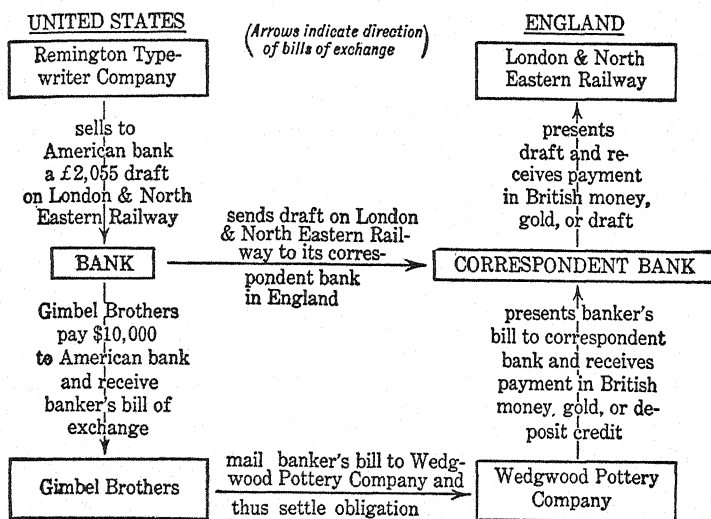 UNITED STATES
(Arrows indicate direction
of bills of exchange)
ENGLAND
Remington Type-
writer Company
London & North
Eastern Railway
sells to
American bank
a £2,055 draft
on London & North
Eastern Railway
presents
draft and re-
ceives payment
in British money,
gold, or draft
sends draft on London
& North Eastern Rail-
way to its corres-
pondent bank
in England
BANK
CORRESPONDENT BANK
Gimbel Brothers
pay $10,000
to American bank
and receive
banker's bill of
exchange
presents banker's
bill to correspondent
bank and receives
payment in British
money, gold, or de-
posit credit
Gimbel Brothers
mail banker's bill to Wedg-
wood Pottery Company and
thus settle obligation
Wedgwood Pottery
Company